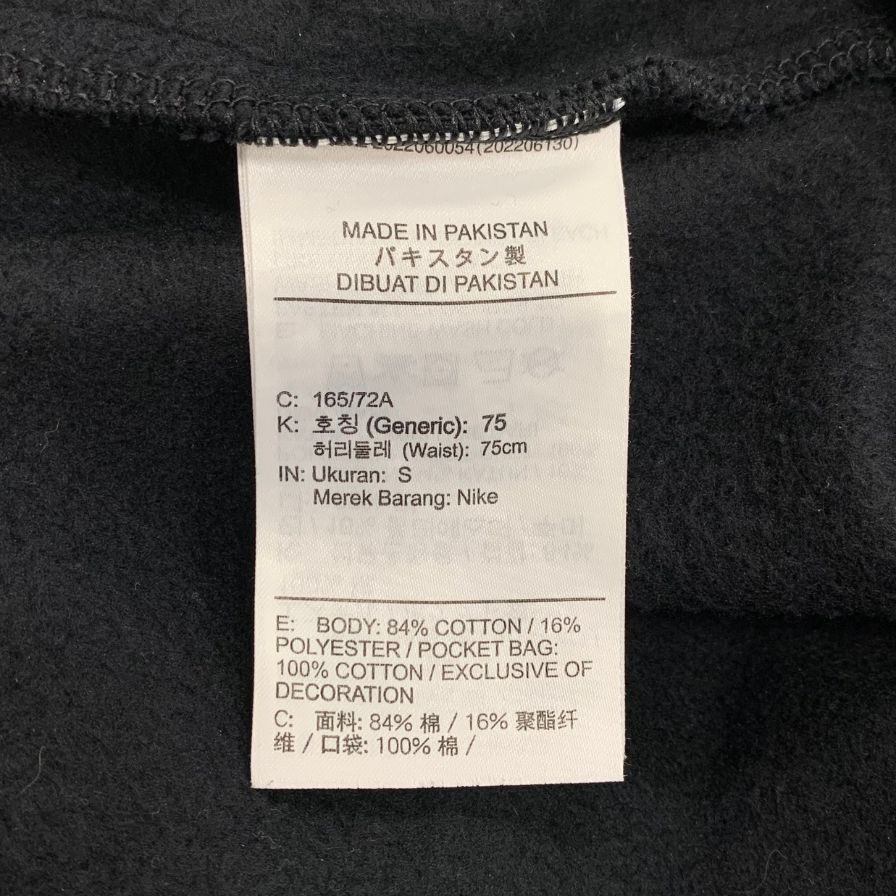 2022060054(202206130)
MADE IN PAKISTAN
パキスタン製
DIBUAT DI PAKISTAN
C: 165/72A
K: 호칭 (Generic): 75
허리둘레 (Waist): 75cm
IN: Ukuran: S
Merek Barang: Nike
E: BODY: 84% COTTON / 16%
POLYESTER / POCKET BAG:
100% COTTON / EXCLUSIVE OF
DECORATION
C: 面料: 84% 棉 / 16% 聚酯纤
维 / 口袋: 100% 棉 /